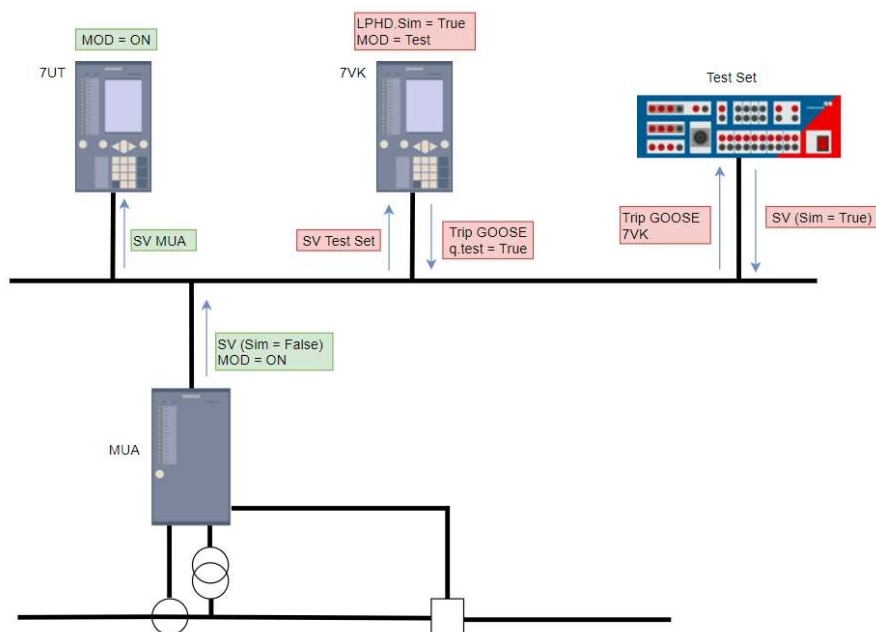 MOD = ON
LPHD.Sim = True
MOD = Test
7UT
7VK
Test Set
SV MUA
SV Test Set
Trip GOOSE
q.test = True
Trip GOOSE
7VK
SV (Sim = True)
SV (Sim = False)
MOD = ON
MUA